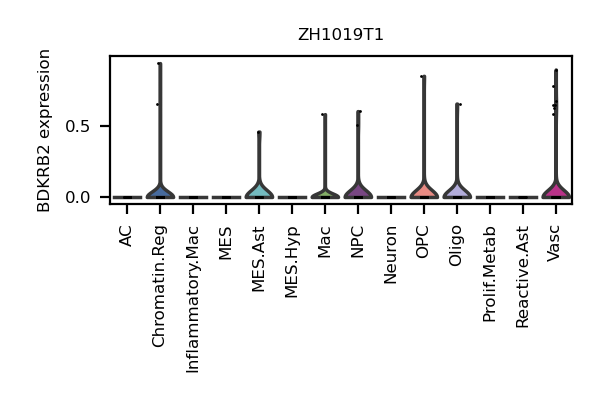 ZH1019T1
BDKRB2 expression
0.5
0.0
AC
Chromatin.Reg
Inflammatory.Mac
MES
MES.Ast
MES.Hyp
Mac
NPC
Neuron
OPC
Oligo
Prolif.Metab
Reactive.Ast
Vasc